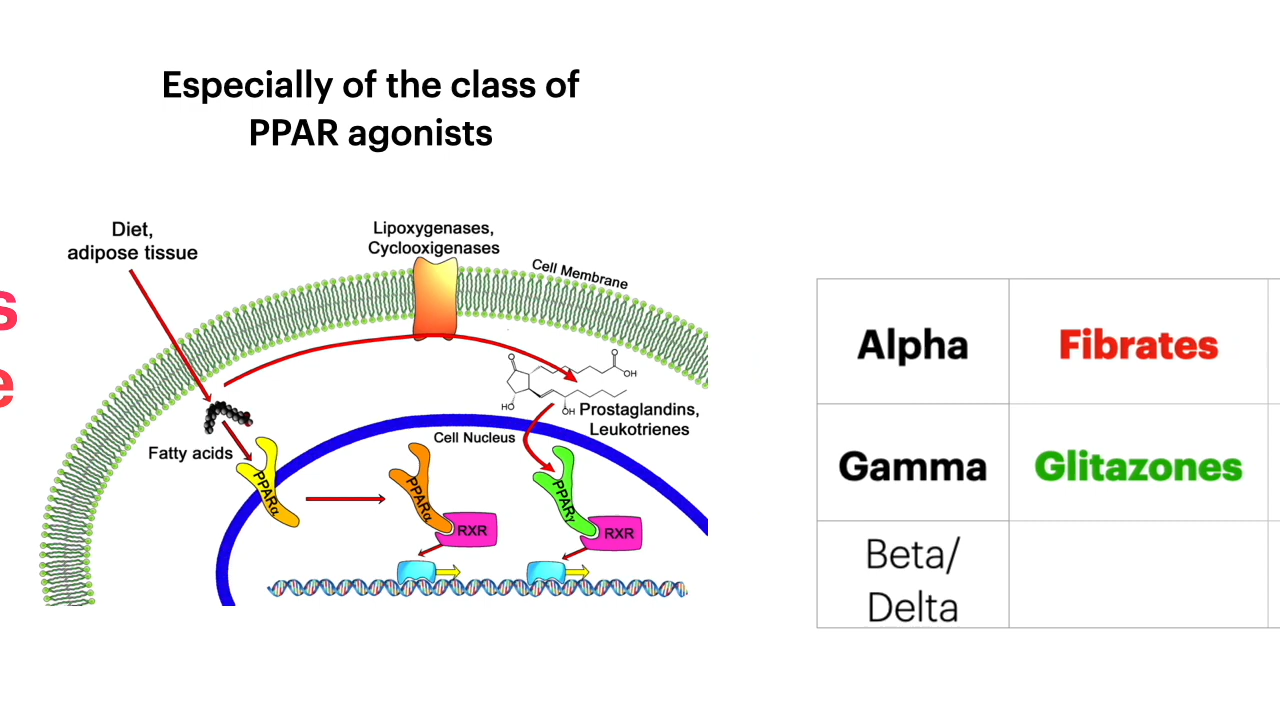 Especially of the class of
PPAR agonists
Diet,
adipose tissue
Lipoxygenases,
Cyclooxigenases
Cell Membrane
s
e
OH
HO
OH
O
O
Prostaglandins,
Leukotrienes
Cell Nucleus
Fatty acids
PPARα
PPARα
RXR
PPARγ
RXR
Alpha
Fibrates
Gamma
Glitazones
Beta/
Delta